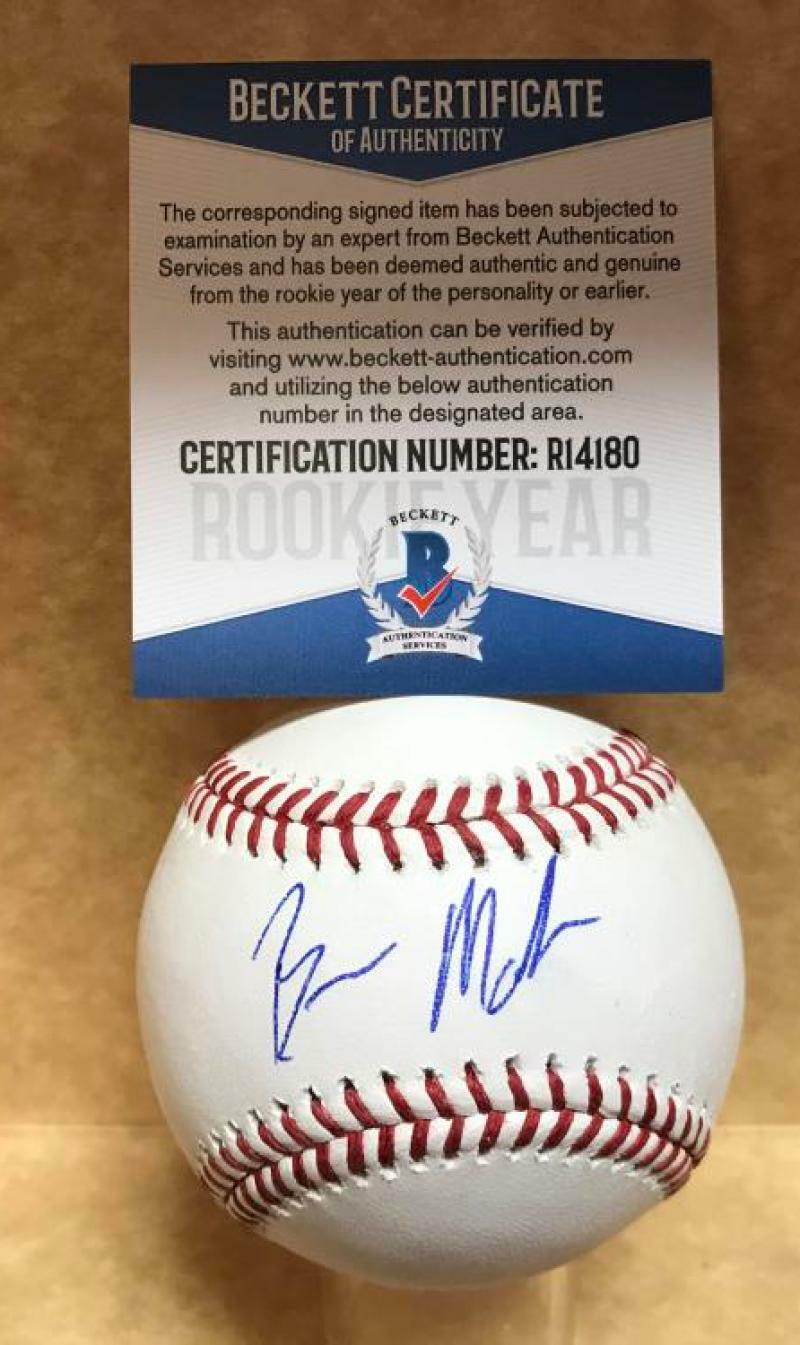 BECKETT CERTIFICATE
OF AUTHENTICITY
The corresponding signed item has been subjected to
examination by an expert from Beckett Authentication
Services and has been deemed authentic and genuine
from the rookie year of the personality or earlier.
This authentication can be verified by
visiting www.beckett-authentication.com
and utilizing the below authentication
number in the designated area.
CERTIFICATION NUMBER: R14180
ROOKIE YEAR
BECKETT
B
AUTHENTICATION
SERVICES